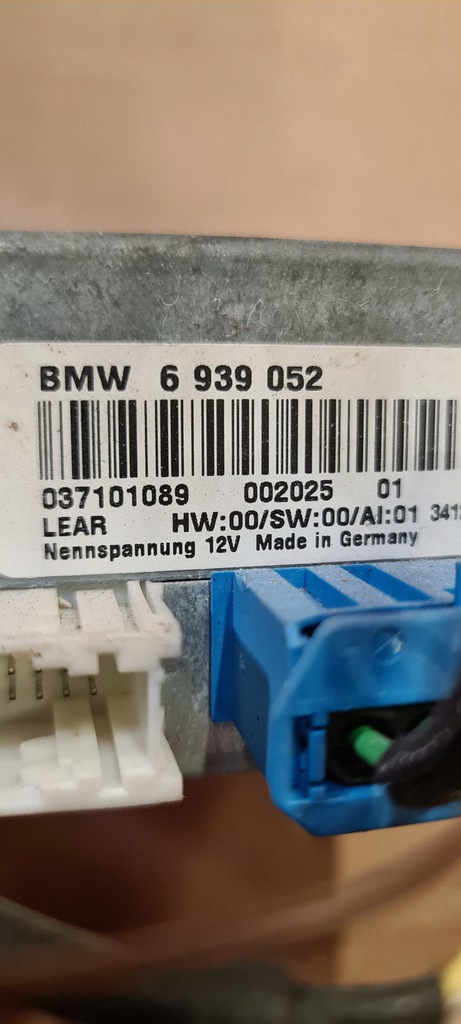 BMW 6 939 052
037101089 002025 01
LEAR HW:00/SW:00/AI:01
Nennspannung 12V Made in Germany